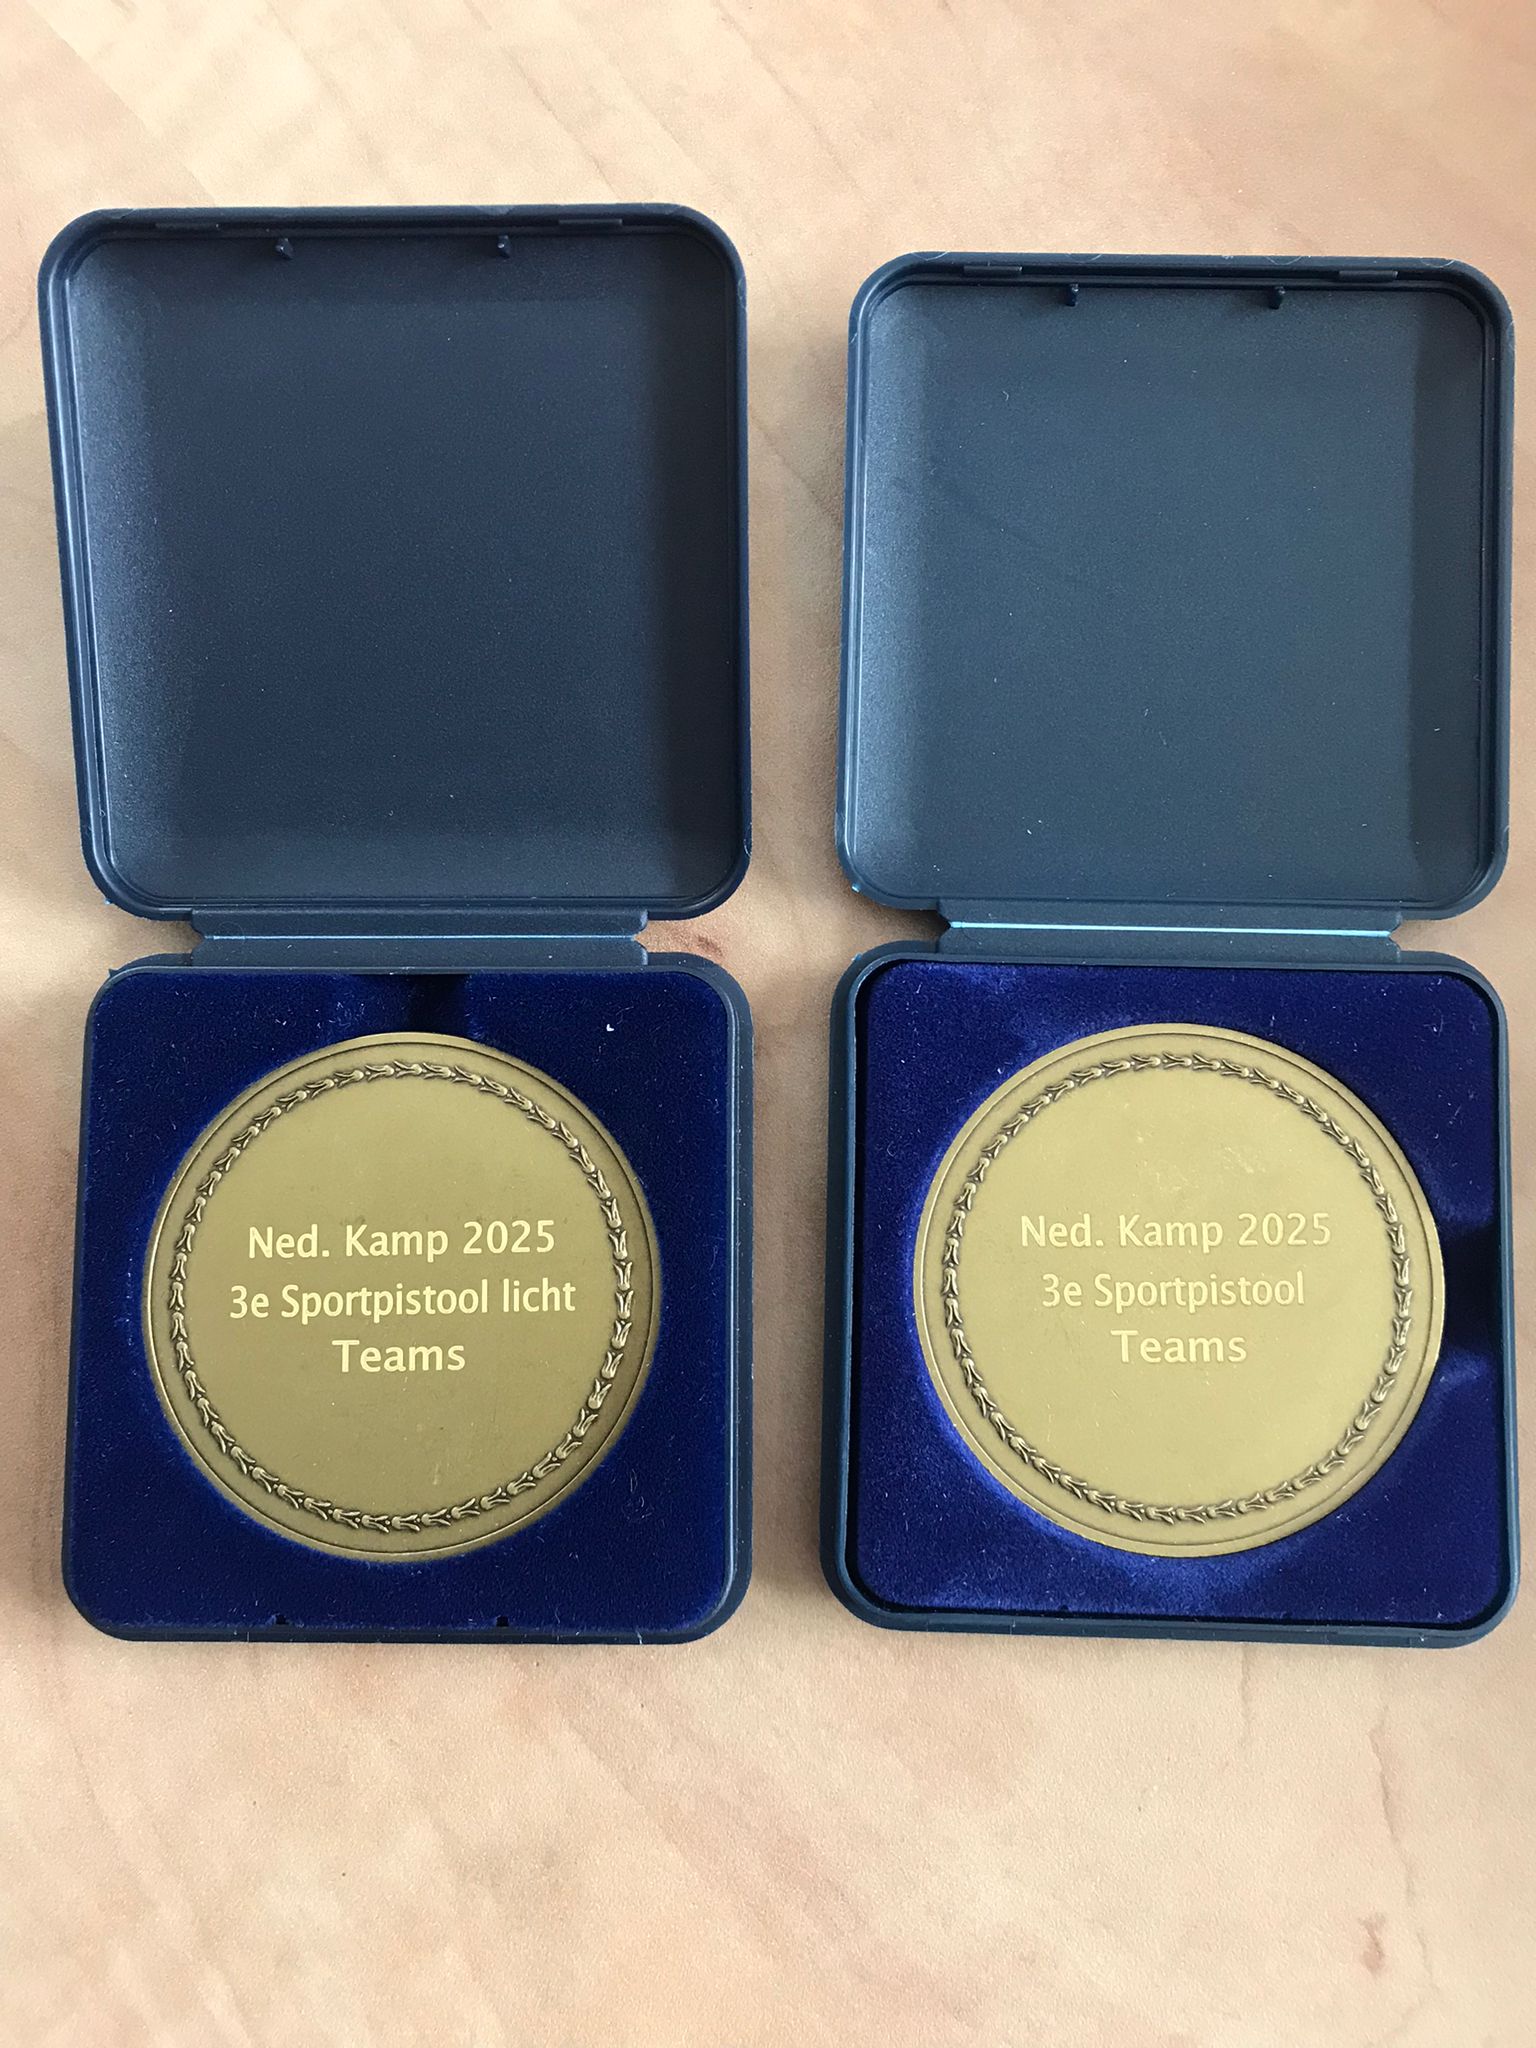 Ned. Kamp 2025
3e Sportpistool licht
Teams
Ned. Kamp 2025
3e Sportpistool
Teams